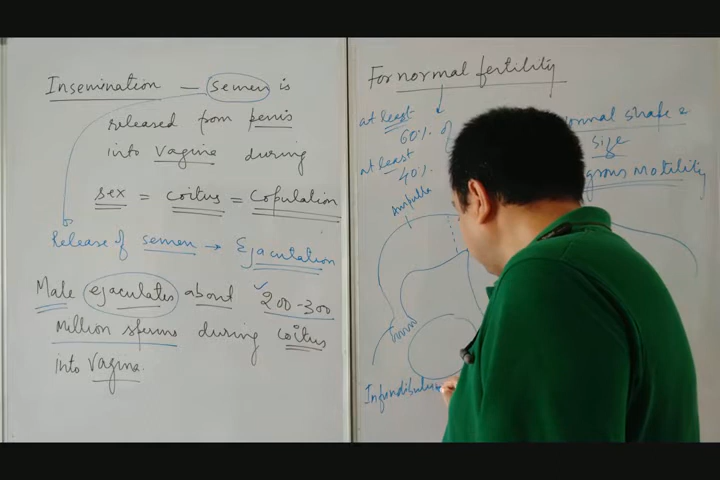 Insemination – semen is
released from penis
into vagina during
sex = coitus = Copulation
Release of semen → Ejaculation
Male ejaculates about 200-300
million sperms during coitus
into vagina.
For normal fertility
at least
60% of normal shape &
size
at least
40% vigrous motility
Ampulla
Infundibulum